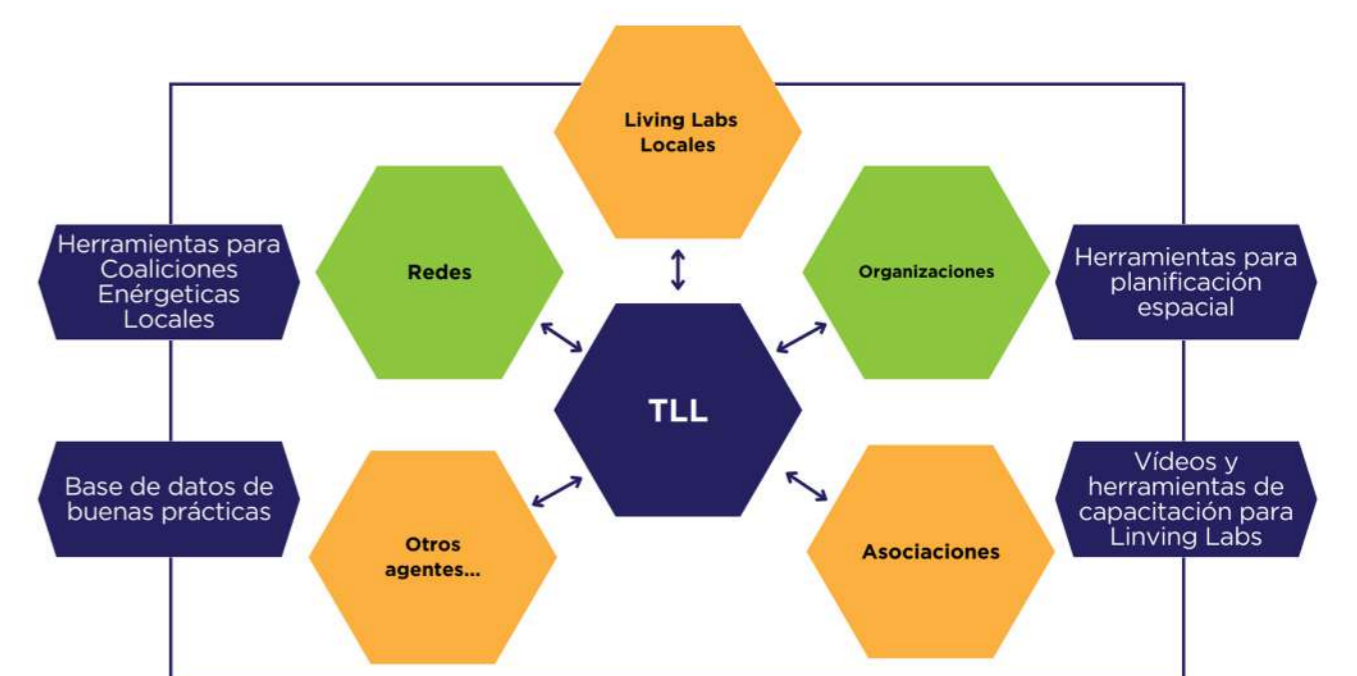 Living Labs
Locales
Herramientas para
Coaliciones
Enérgeticas
Locales
Redes
Organizaciones
Herramientas para
planificación
espacial
TLL
Base de datos de
buenas prácticas
Otros
agentes...
Asociaciones
Vídeos y
herramientas de
capacitación para
Linving Labs